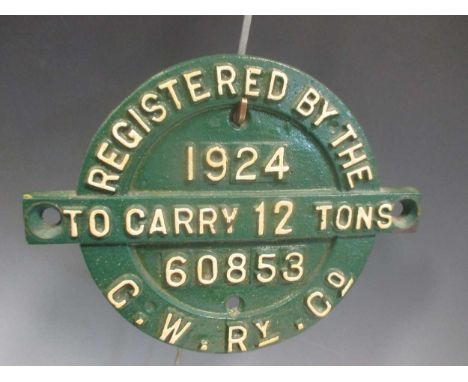 REGISTERED BY THE
1924
TO CARRY 12 TONS
60853
G. W. RY. CO